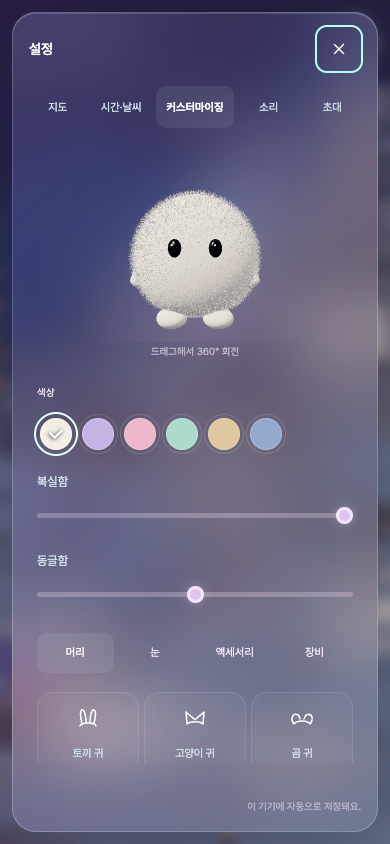 설정
지도
시간·날씨
커스터마이징
소리
초대
드래그해서 360° 회전
색상
복실함
동글함
머리
눈
액세서리
장비
토끼 귀
고양이 귀
곰 귀
이 기기에 자동으로 저장돼요.